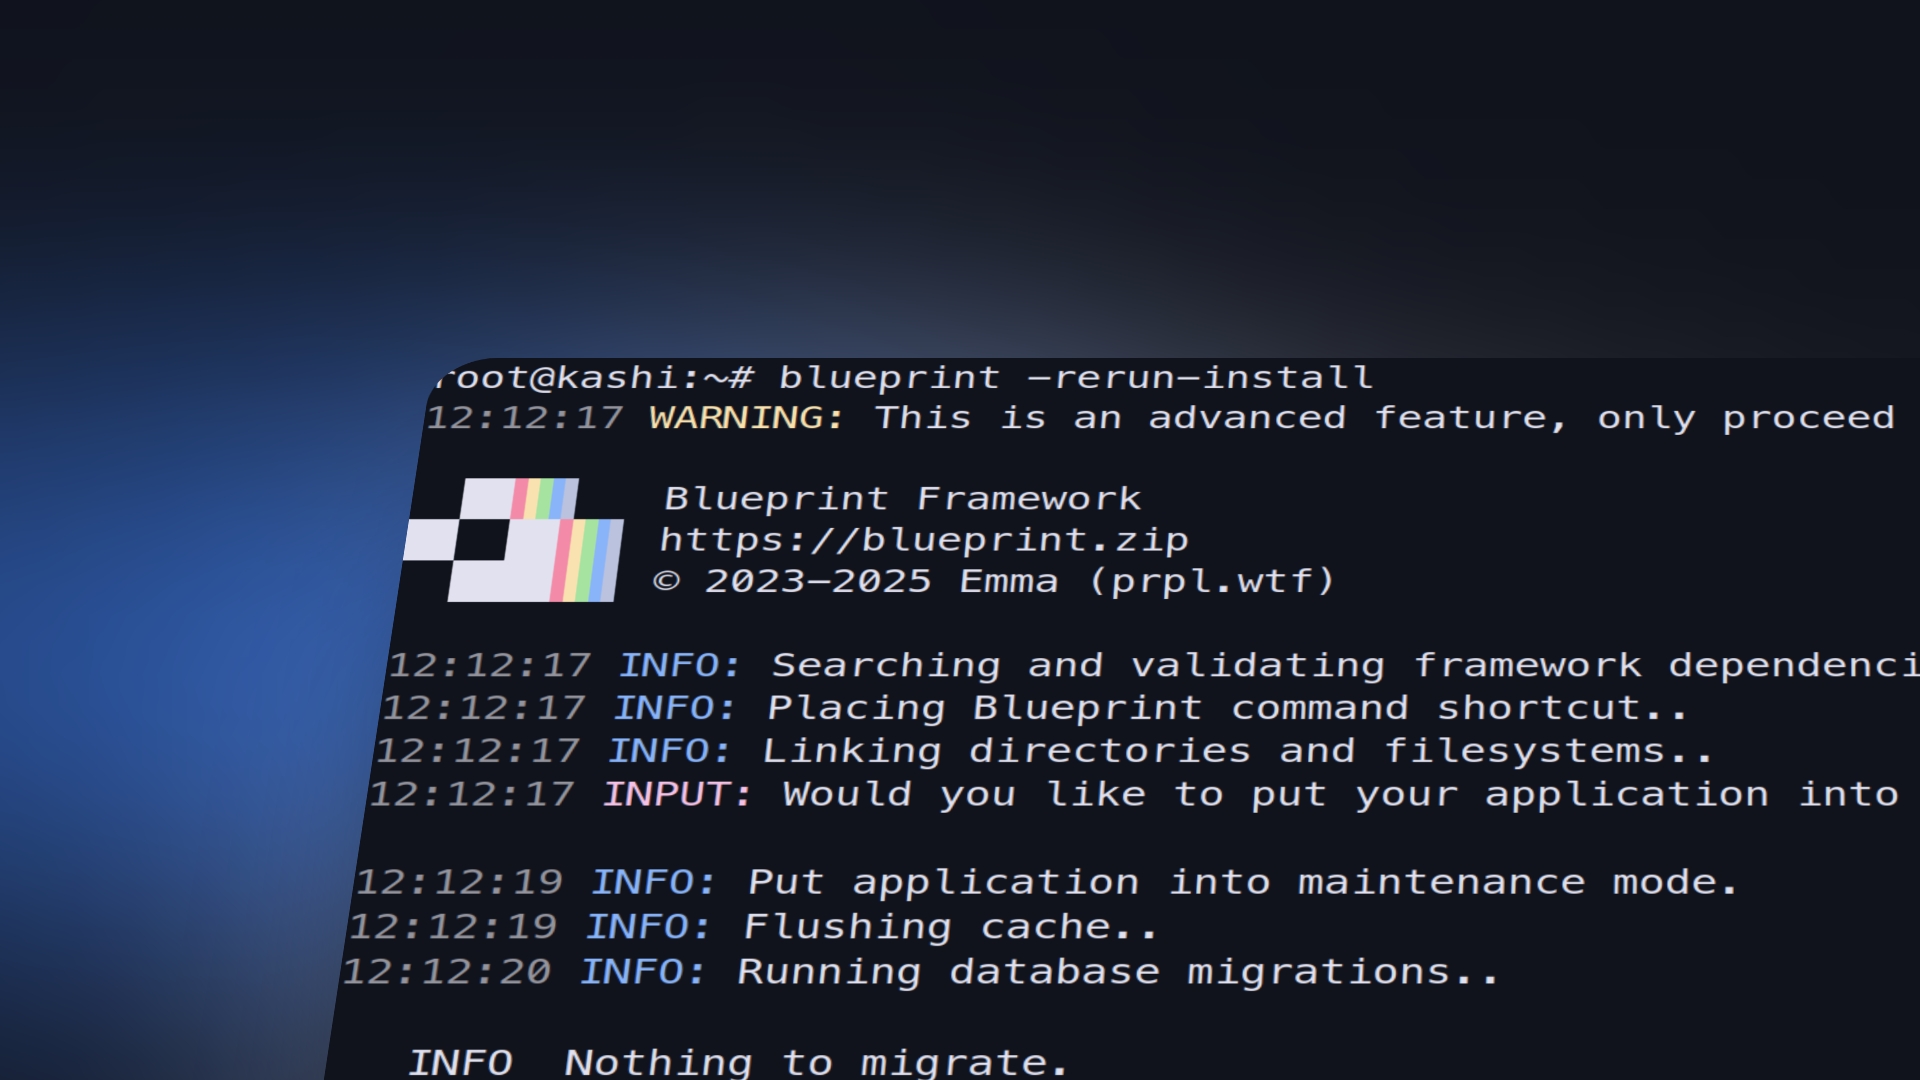 root@kashi:~# blueprint -rerun-install
12:12:17 WARNING: This is an advanced feature, only proceed
Blueprint Framework
https://blueprint.zip
© 2023-2025 Emma (prpl.wtf)
12:12:17 INFO: Searching and validating framework dependenci
12:12:17 INFO: Placing Blueprint command shortcut..
12:12:17 INFO: Linking directories and filesystems..
12:12:17 INPUT: Would you like to put your application into
12:12:19 INFO: Put application into maintenance mode.
12:12:19 INFO: Flushing cache..
12:12:20 INFO: Running database migrations..
INFO  Nothing to migrate.